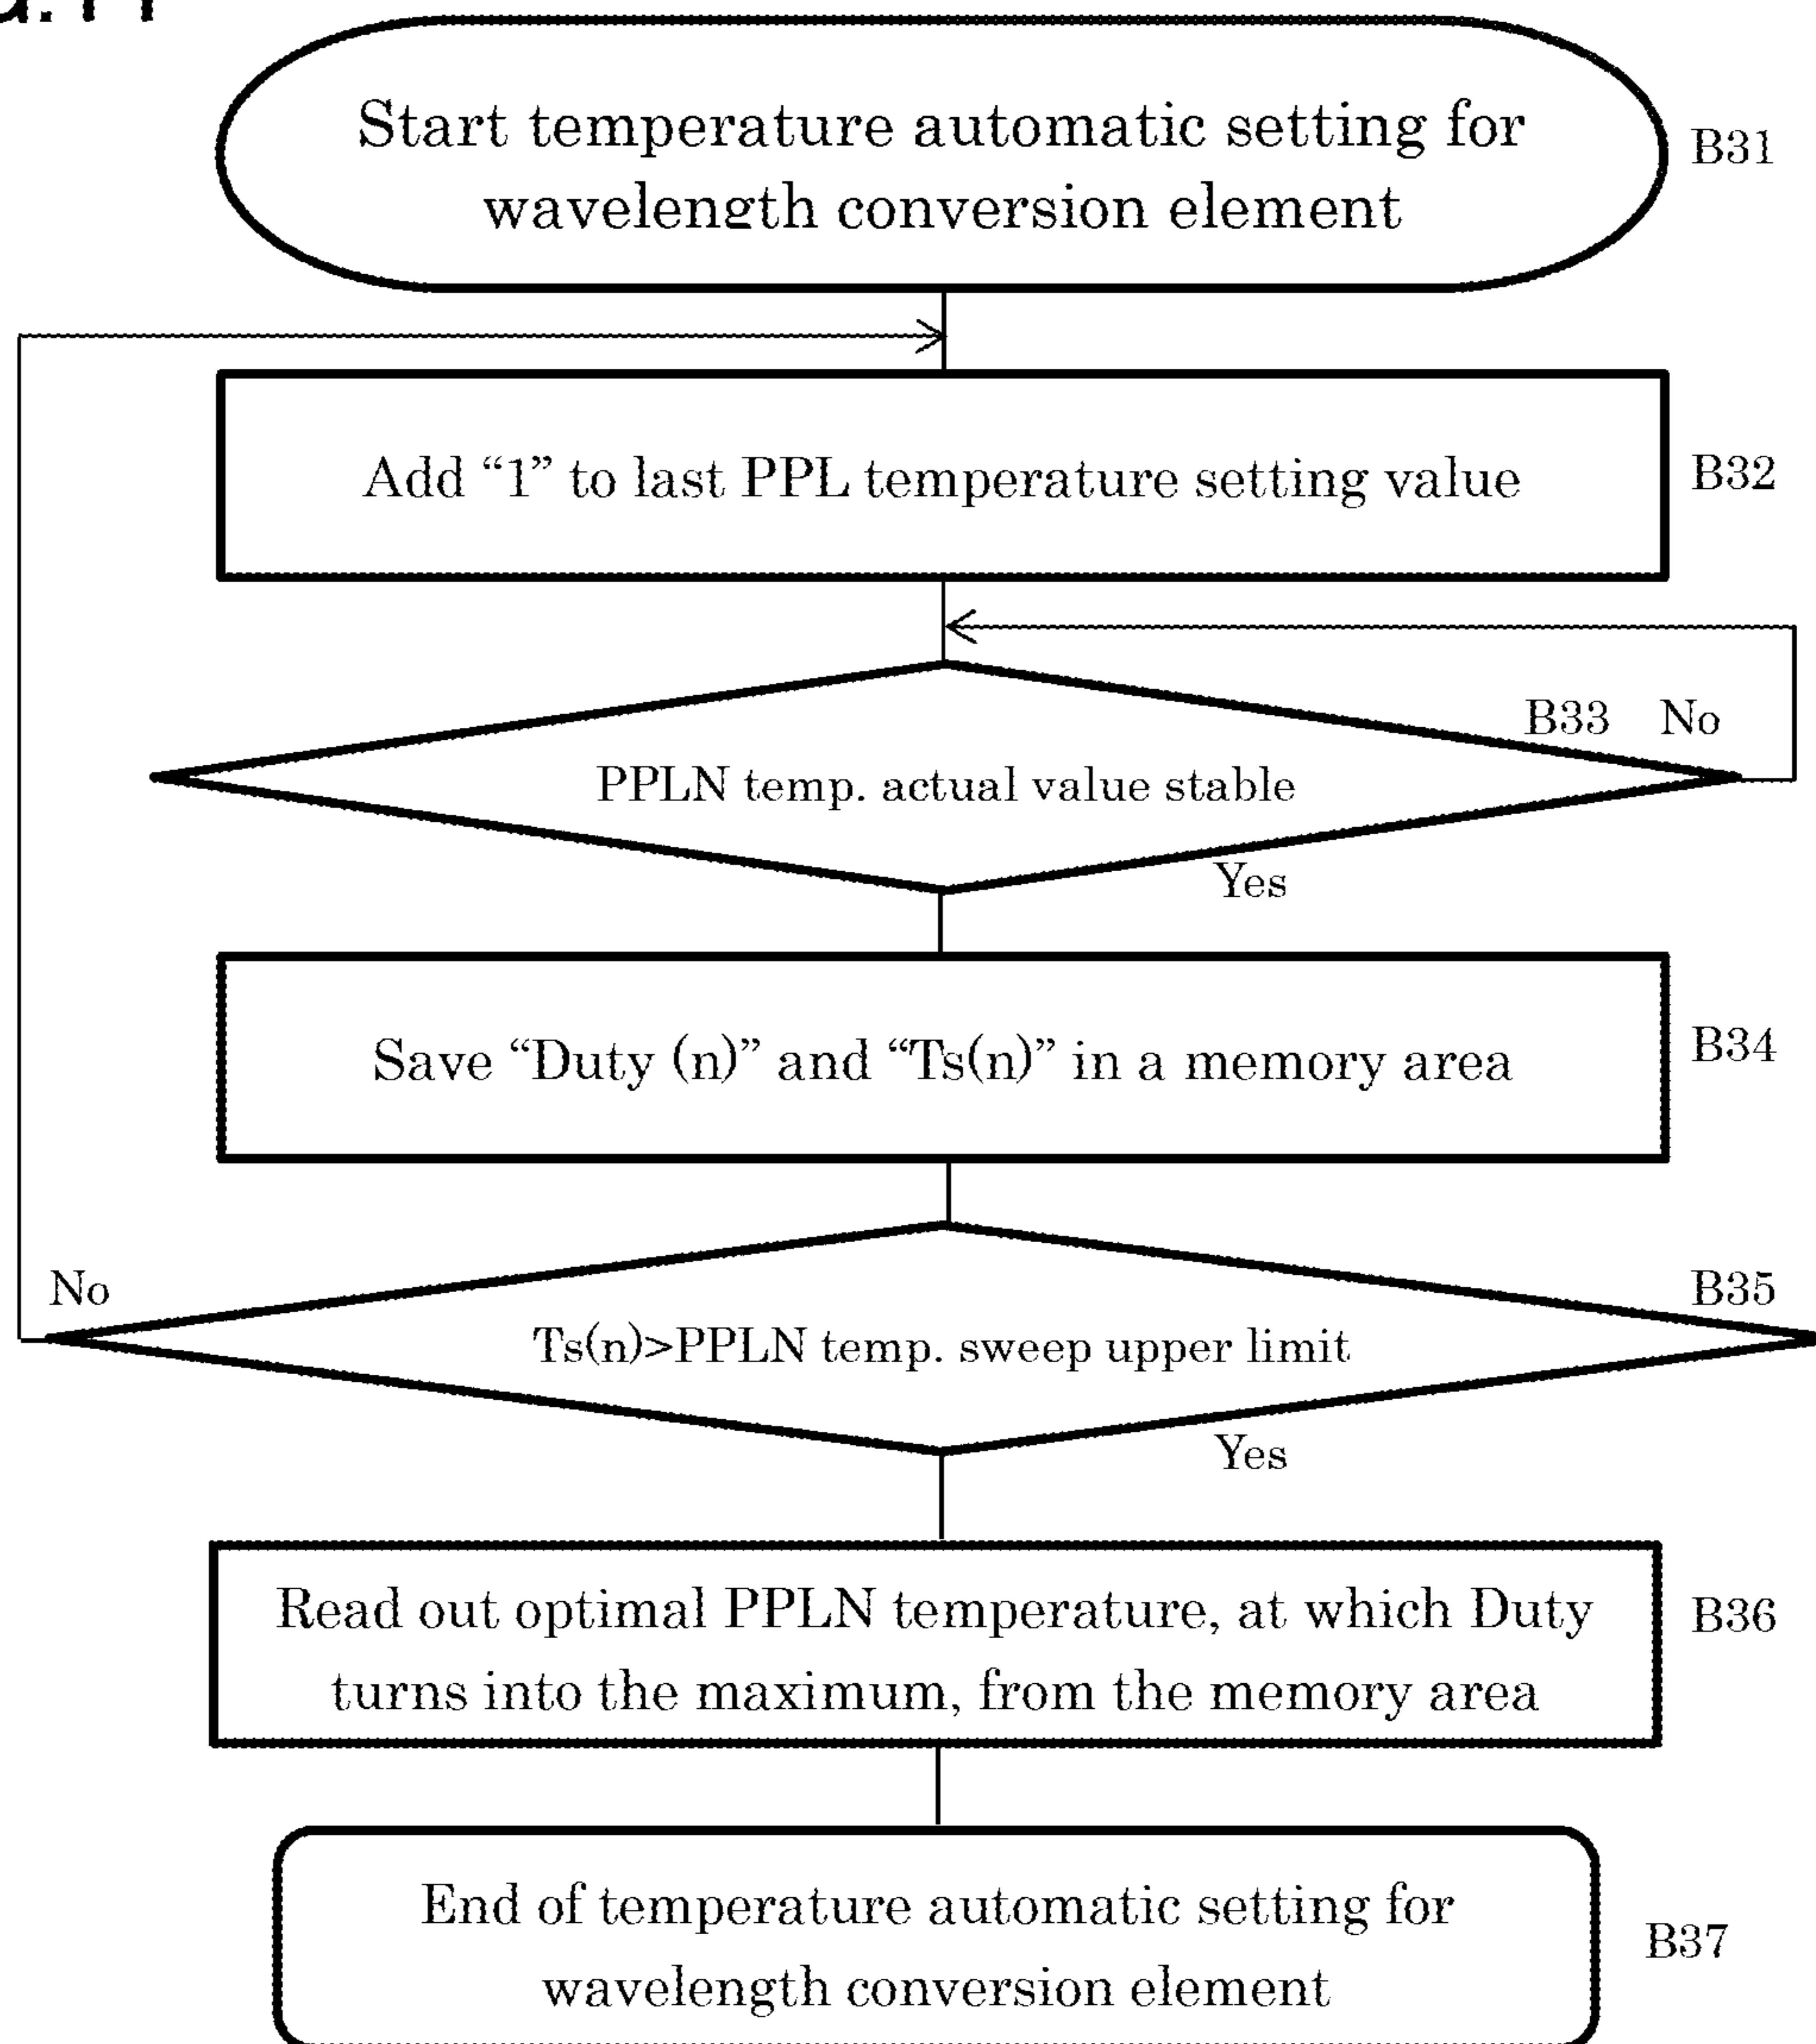 Start temperature automatic setting for
wavelength conversion element
B31
Add “1” to last PPL temperature setting value
B32
B33 No
PPLN temp. actual value stable
Yes
Save “Duty (n)” and “Ts(n)” in a memory area
B34
No
B35
Ts(n)>PPLN temp. sweep upper limit
Yes
Read out optimal PPLN temperature, at which Duty
turns into the maximum, from the memory area
B36
End of temperature automatic setting for
wavelength conversion element
B37